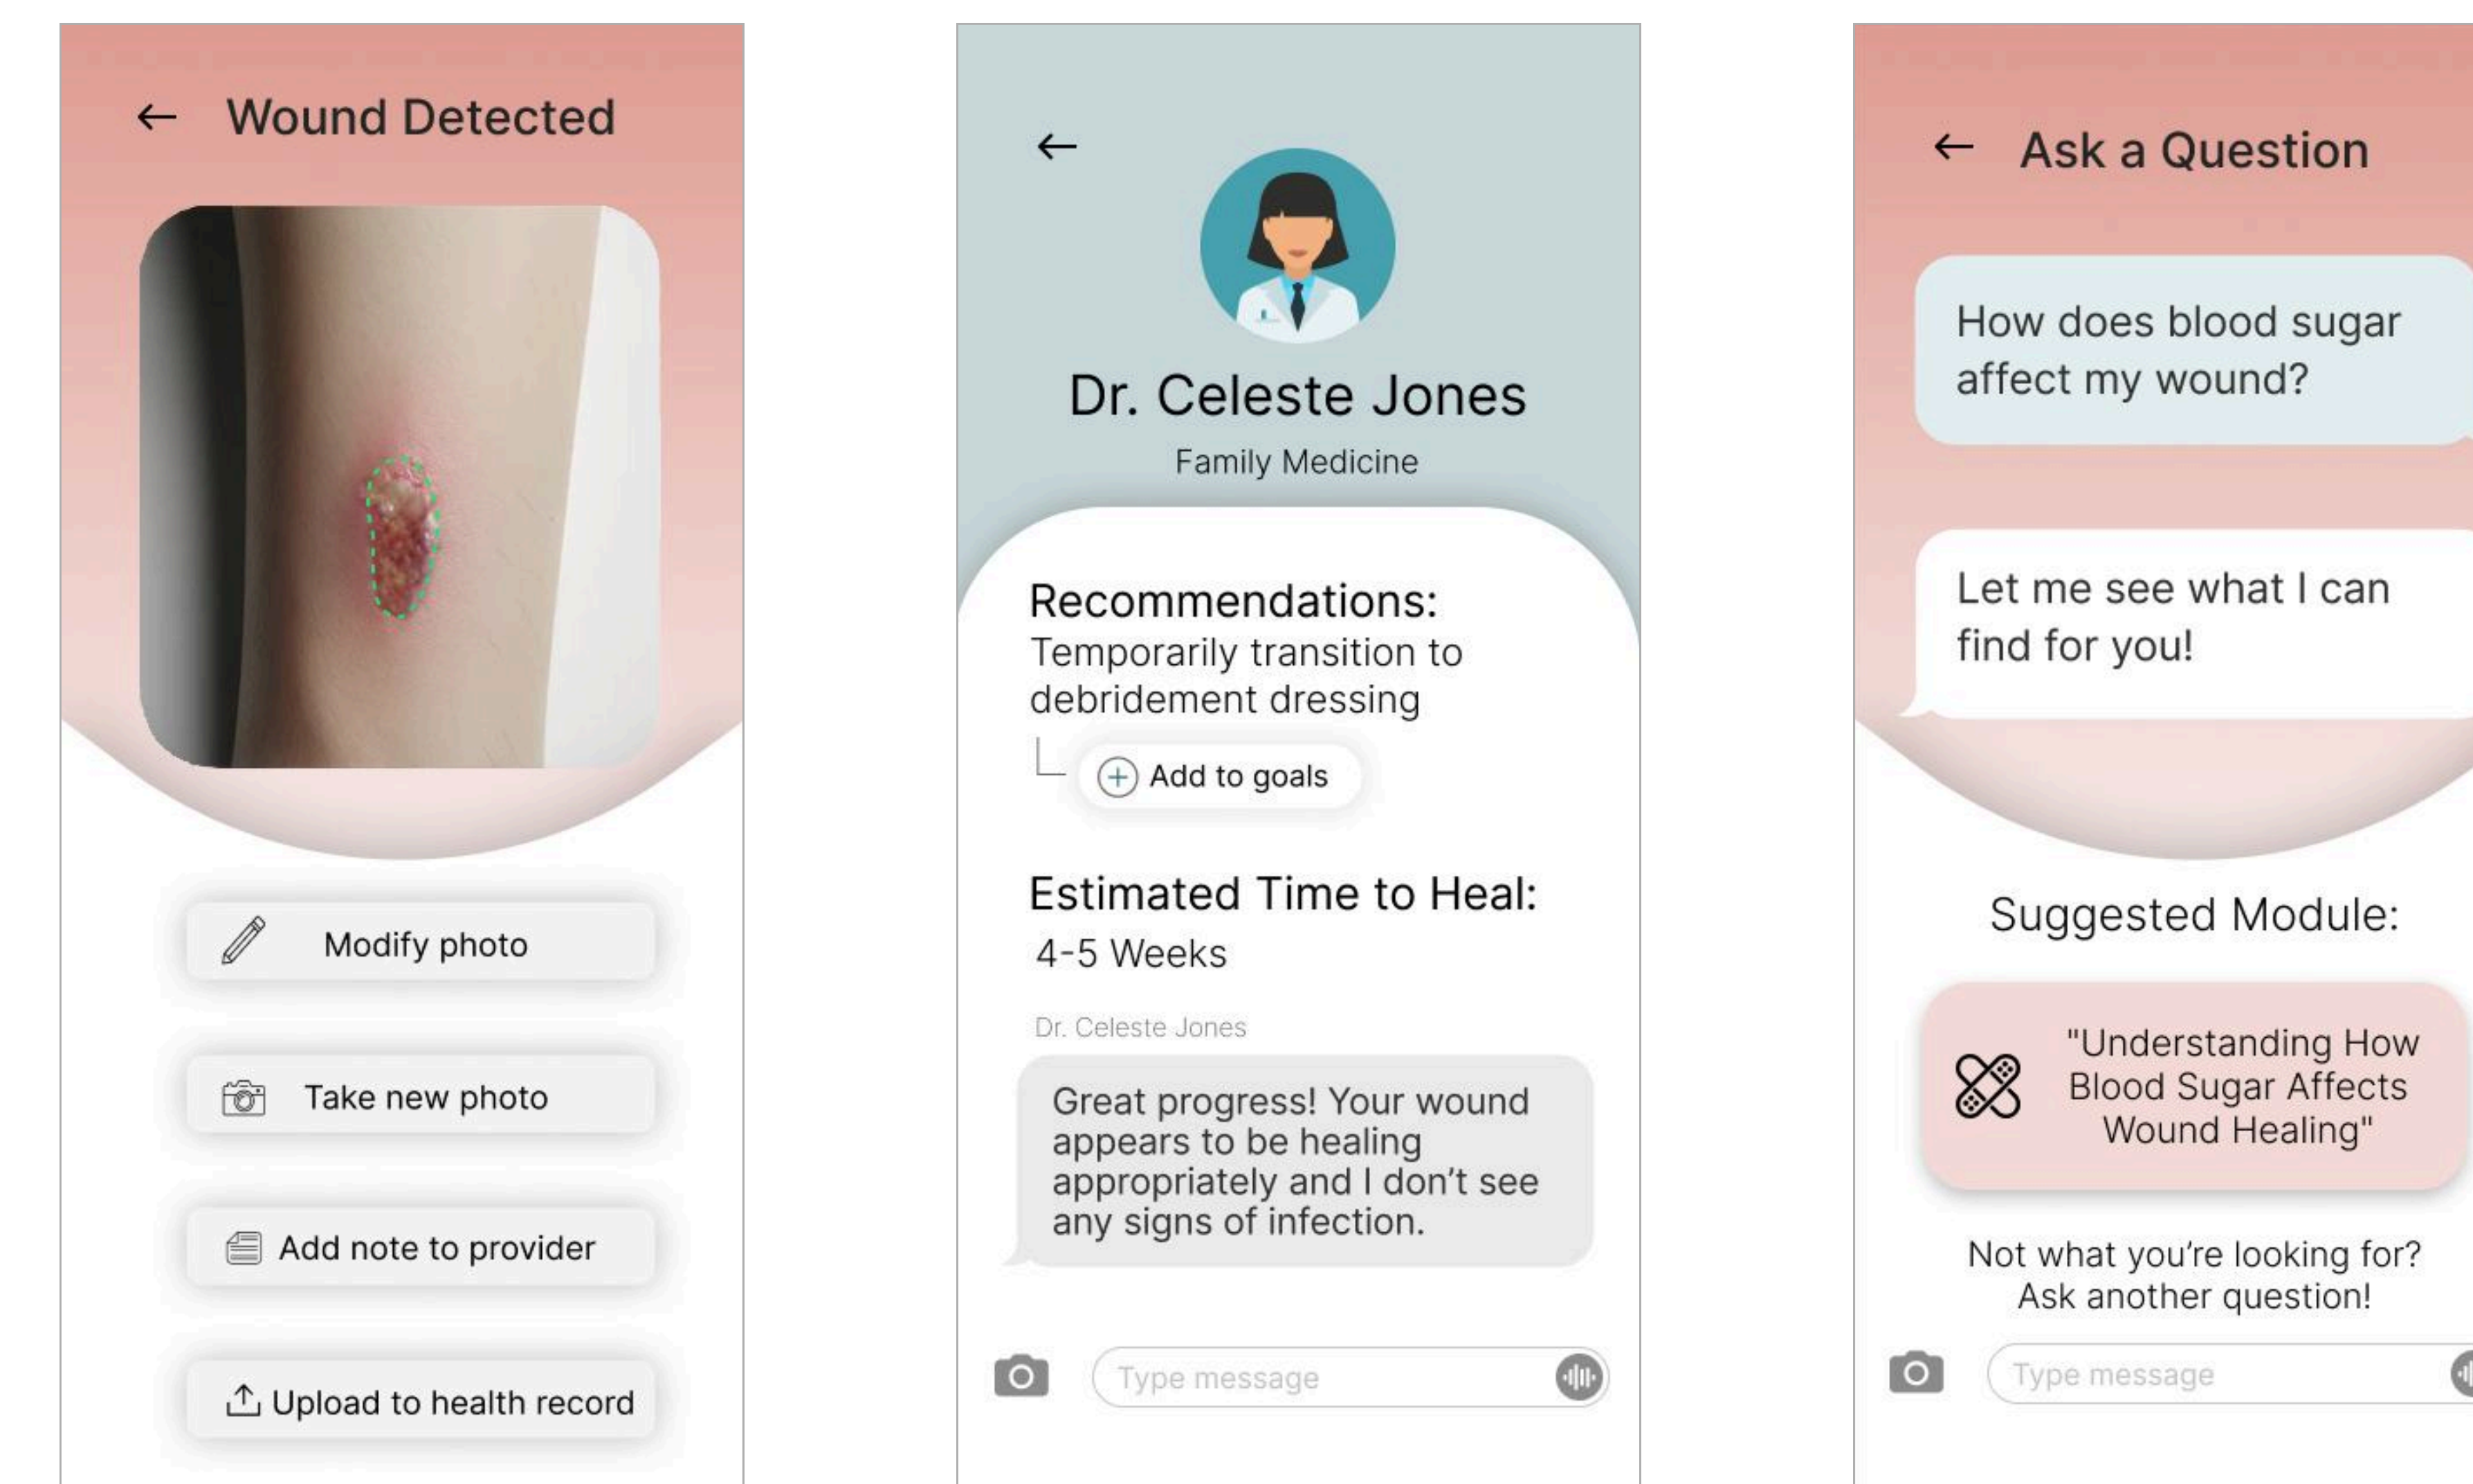 Wound Detected
Modify photo
Take new photo
Add note to provider
Upload to health record
Dr. Celeste Jones
Family Medicine
Recommendations:
Temporarily transition to
debridement dressing
Add to goals
Estimated Time to Heal:
4-5 Weeks
Dr. Celeste Jones
Great progress! Your wound
appears to be healing
appropriately and I don’t see
any signs of infection.
Type message
Ask a Question
How does blood sugar
affect my wound?
Let me see what I can
find for you!
Suggested Module:
"Understanding How
Blood Sugar Affects
Wound Healing"
Not what you’re looking for?
Ask another question!
Type message